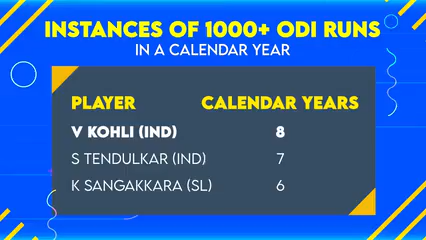 INSTANCES OF 1000+ ODI RUNS
IN A CALENDAR YEAR
PLAYER CALENDAR YEARS
V KOHLI (IND) 8
S TENDULKAR (IND) 7
K SANGAKKARA (SL) 6